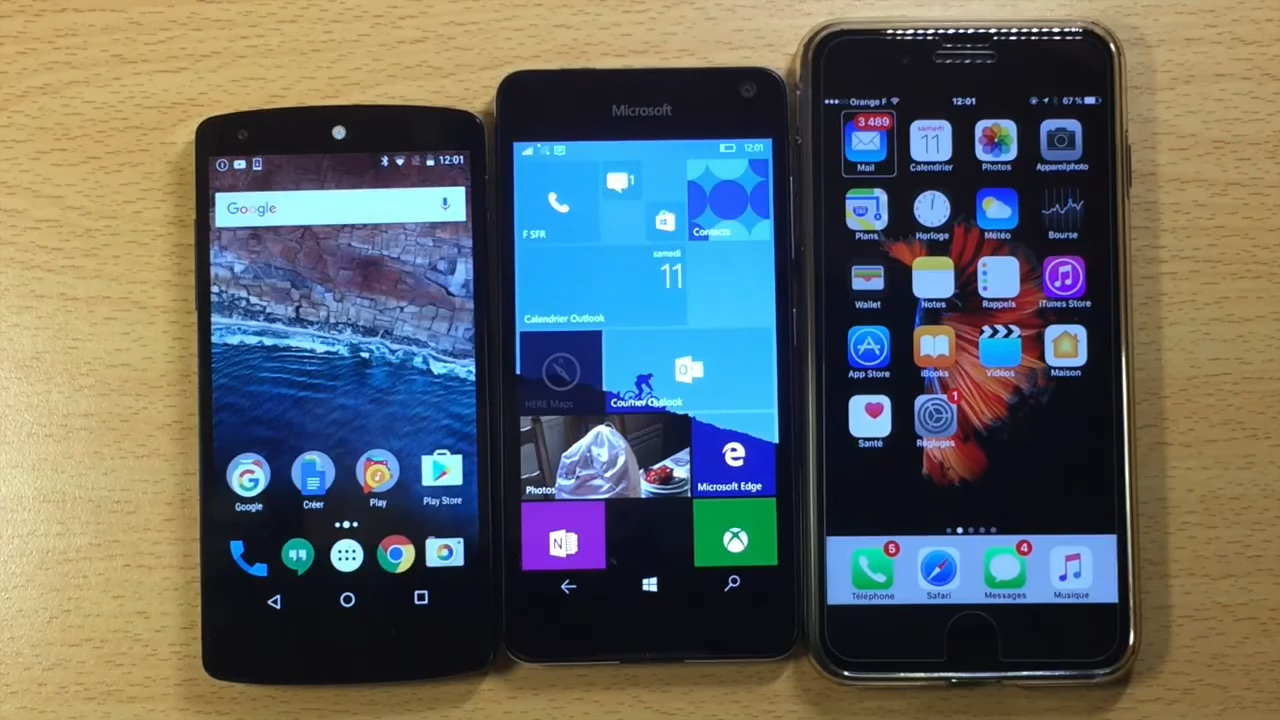 12:01
Google
Google
Créer
Play
Play Store
Microsoft
12:01
1
F SFR
Contacts
samedi
11
Calendrier Outlook
HERE Maps
Courrier Outlook
Photos
Microsoft Edge
N
Orange F
12:01
67 %
3 489
Mail
samedi
11
Calendrier
Photos
Appareil photo
280
Plans
Horloge
Météo
Bourse
Wallet
Notes
Rappels
iTunes Store
App Store
iBooks
Vidéos
Maison
Santé
1
Réglages
5
Téléphone
Safari
4
Messages
Musique